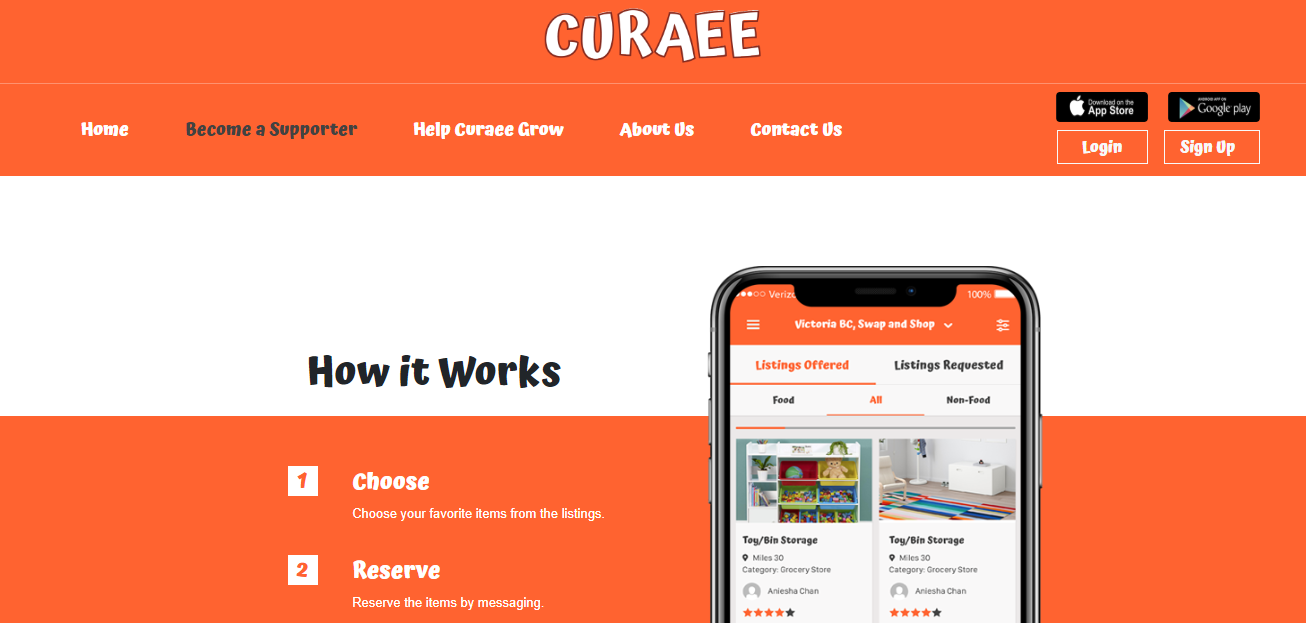 CURAEE
Home
Become a Supporter
Help Curaee Grow
About Us
Contact Us
Download on the
App Store
ANDROID APP ON
Google play
Login
Sign Up
How it Works
1
Choose
Choose your favorite items from the listings.
2
Reserve
Reserve the items by messaging.
100%
Victoria BC, Swap and Shop
Listings Offered
Listings Requested
Food
All
Non-Food
Toy/Bin Storage
Miles 30
Category: Grocery Store
Aniesha Chan
Toy/Bin Storage
Miles 30
Category: Grocery Store
Aniesha Chan